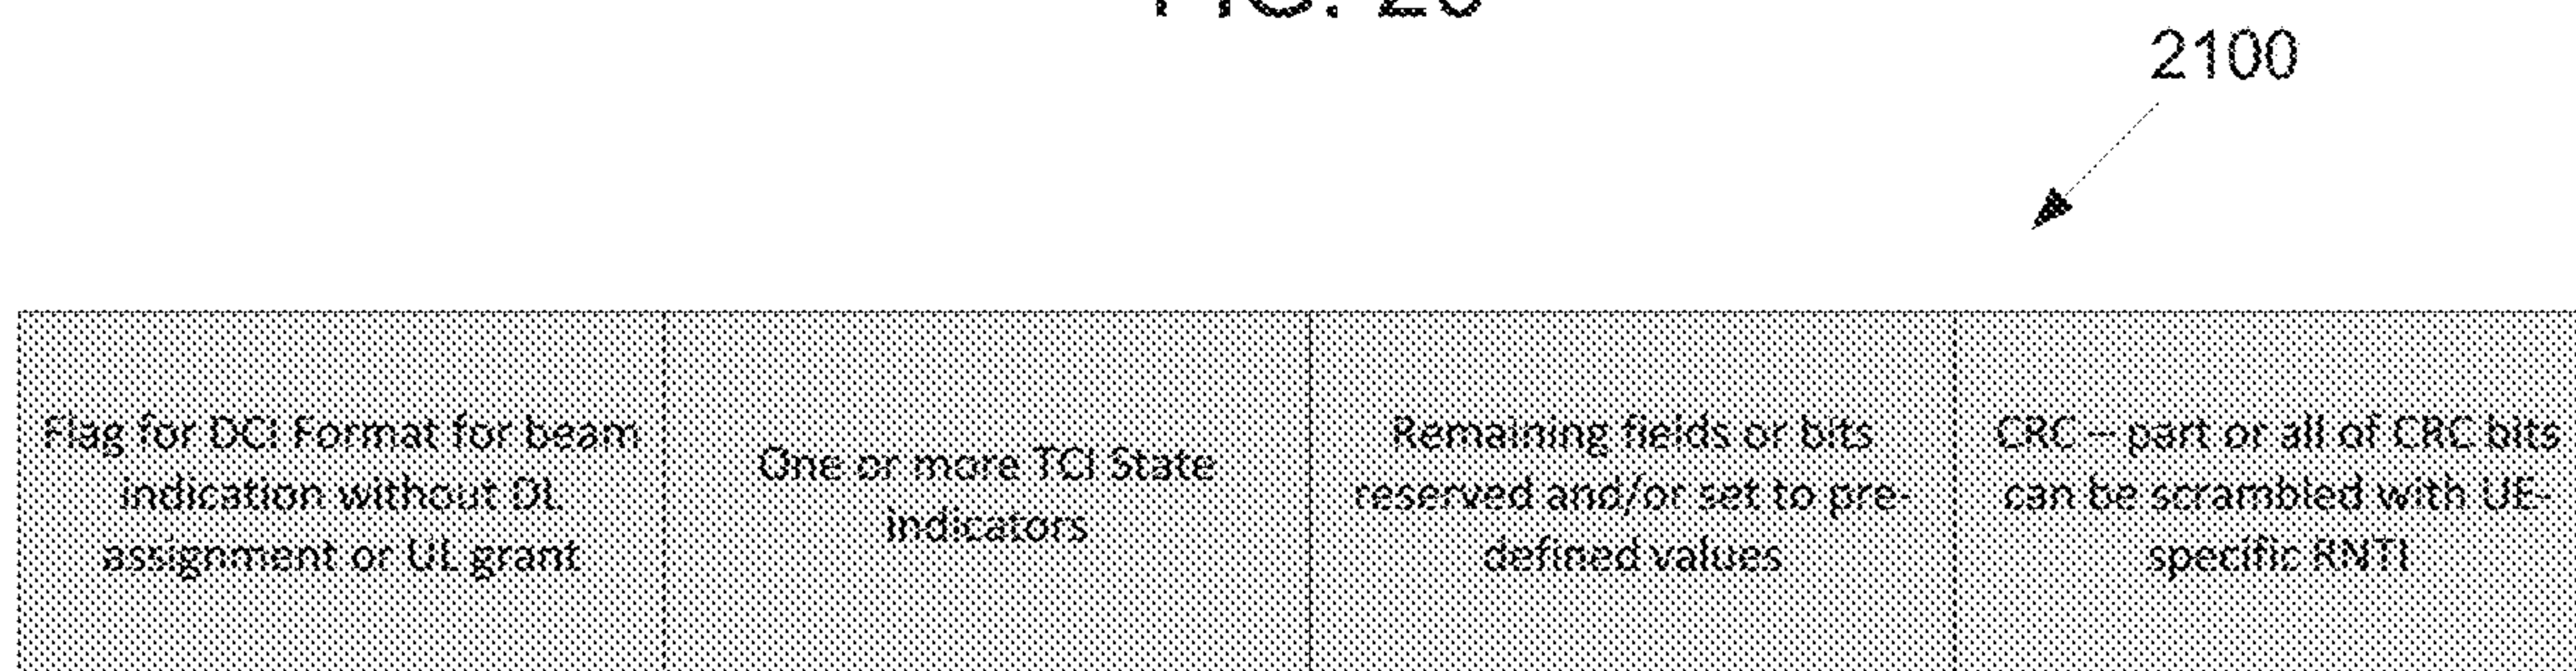 FIG. 20
2100
Flag for DCI Format for beam
indication without DL
assignment or UL grant
One or more TCI State
indicators
Remaining fields or bits
reserved and/or set to pre-
defined values
CRC – part or all of CRC bits
can be scrambled with UE-
specific RNTI